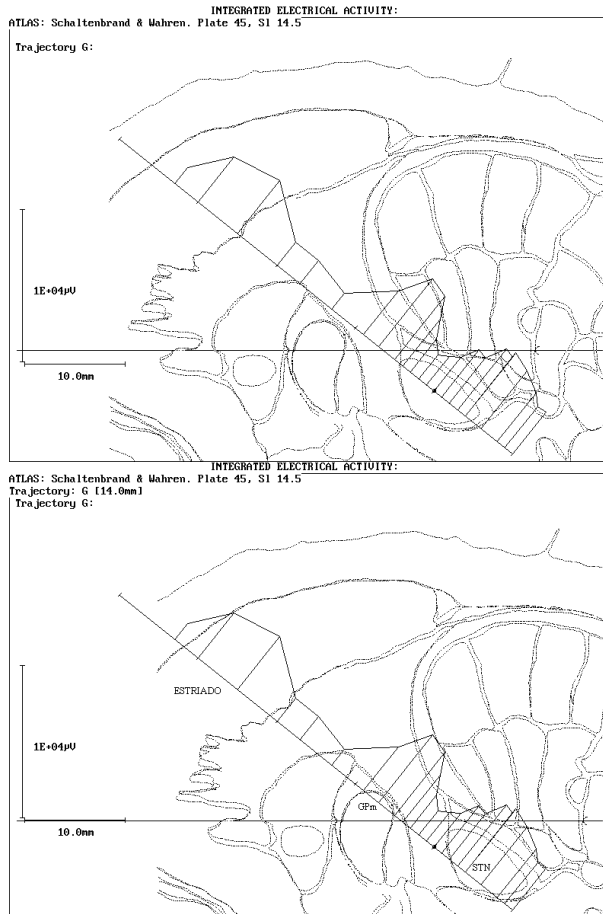 INTEGRATED ELECTRICAL ACTIVITY:
ATLAS: Schaltenbrand & Wahren. Plate 45, Sl 14.5
Trajectory G:
1E+04µV
10.0mm
INTEGRATED ELECTRICAL ACTIVITY:
ATLAS: Schaltenbrand & Wahren. Plate 45, Sl 14.5
Trajectory: G [14.0mm]
Trajectory G:
ESTRIADO
1E+04µV
GPm
10.0mm
STN